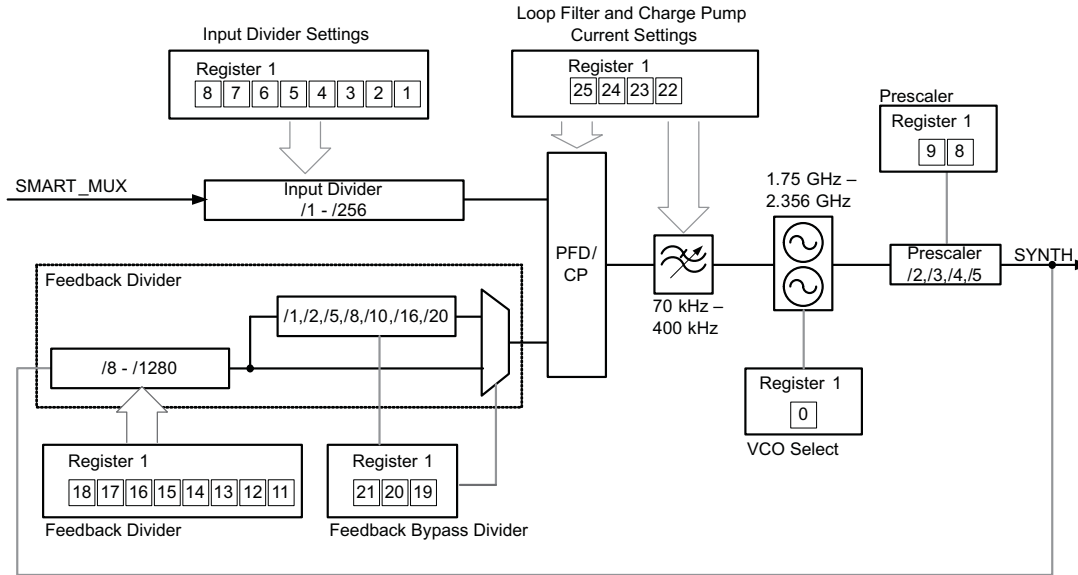 Input Divider Settings
Register 1
8 7 6 5 4 3 2 1
Loop Filter and Charge Pump
Current Settings
Register 1
25 24 23 22
Prescaler
Register 1
9 8
SMART_MUX
Input Divider
/1 - /256
PFD/
CP
70 kHz –
400 kHz
1.75 GHz –
2.356 GHz
Prescaler
/2,/3,/4,/5
SYNTH
Feedback Divider
/1,/2,/5,/8,/10,/16,/20
/8 - /1280
Register 1
0
VCO Select
Register 1
18 17 16 15 14 13 12 11
Feedback Divider
Register 1
21 20 19
Feedback Bypass Divider